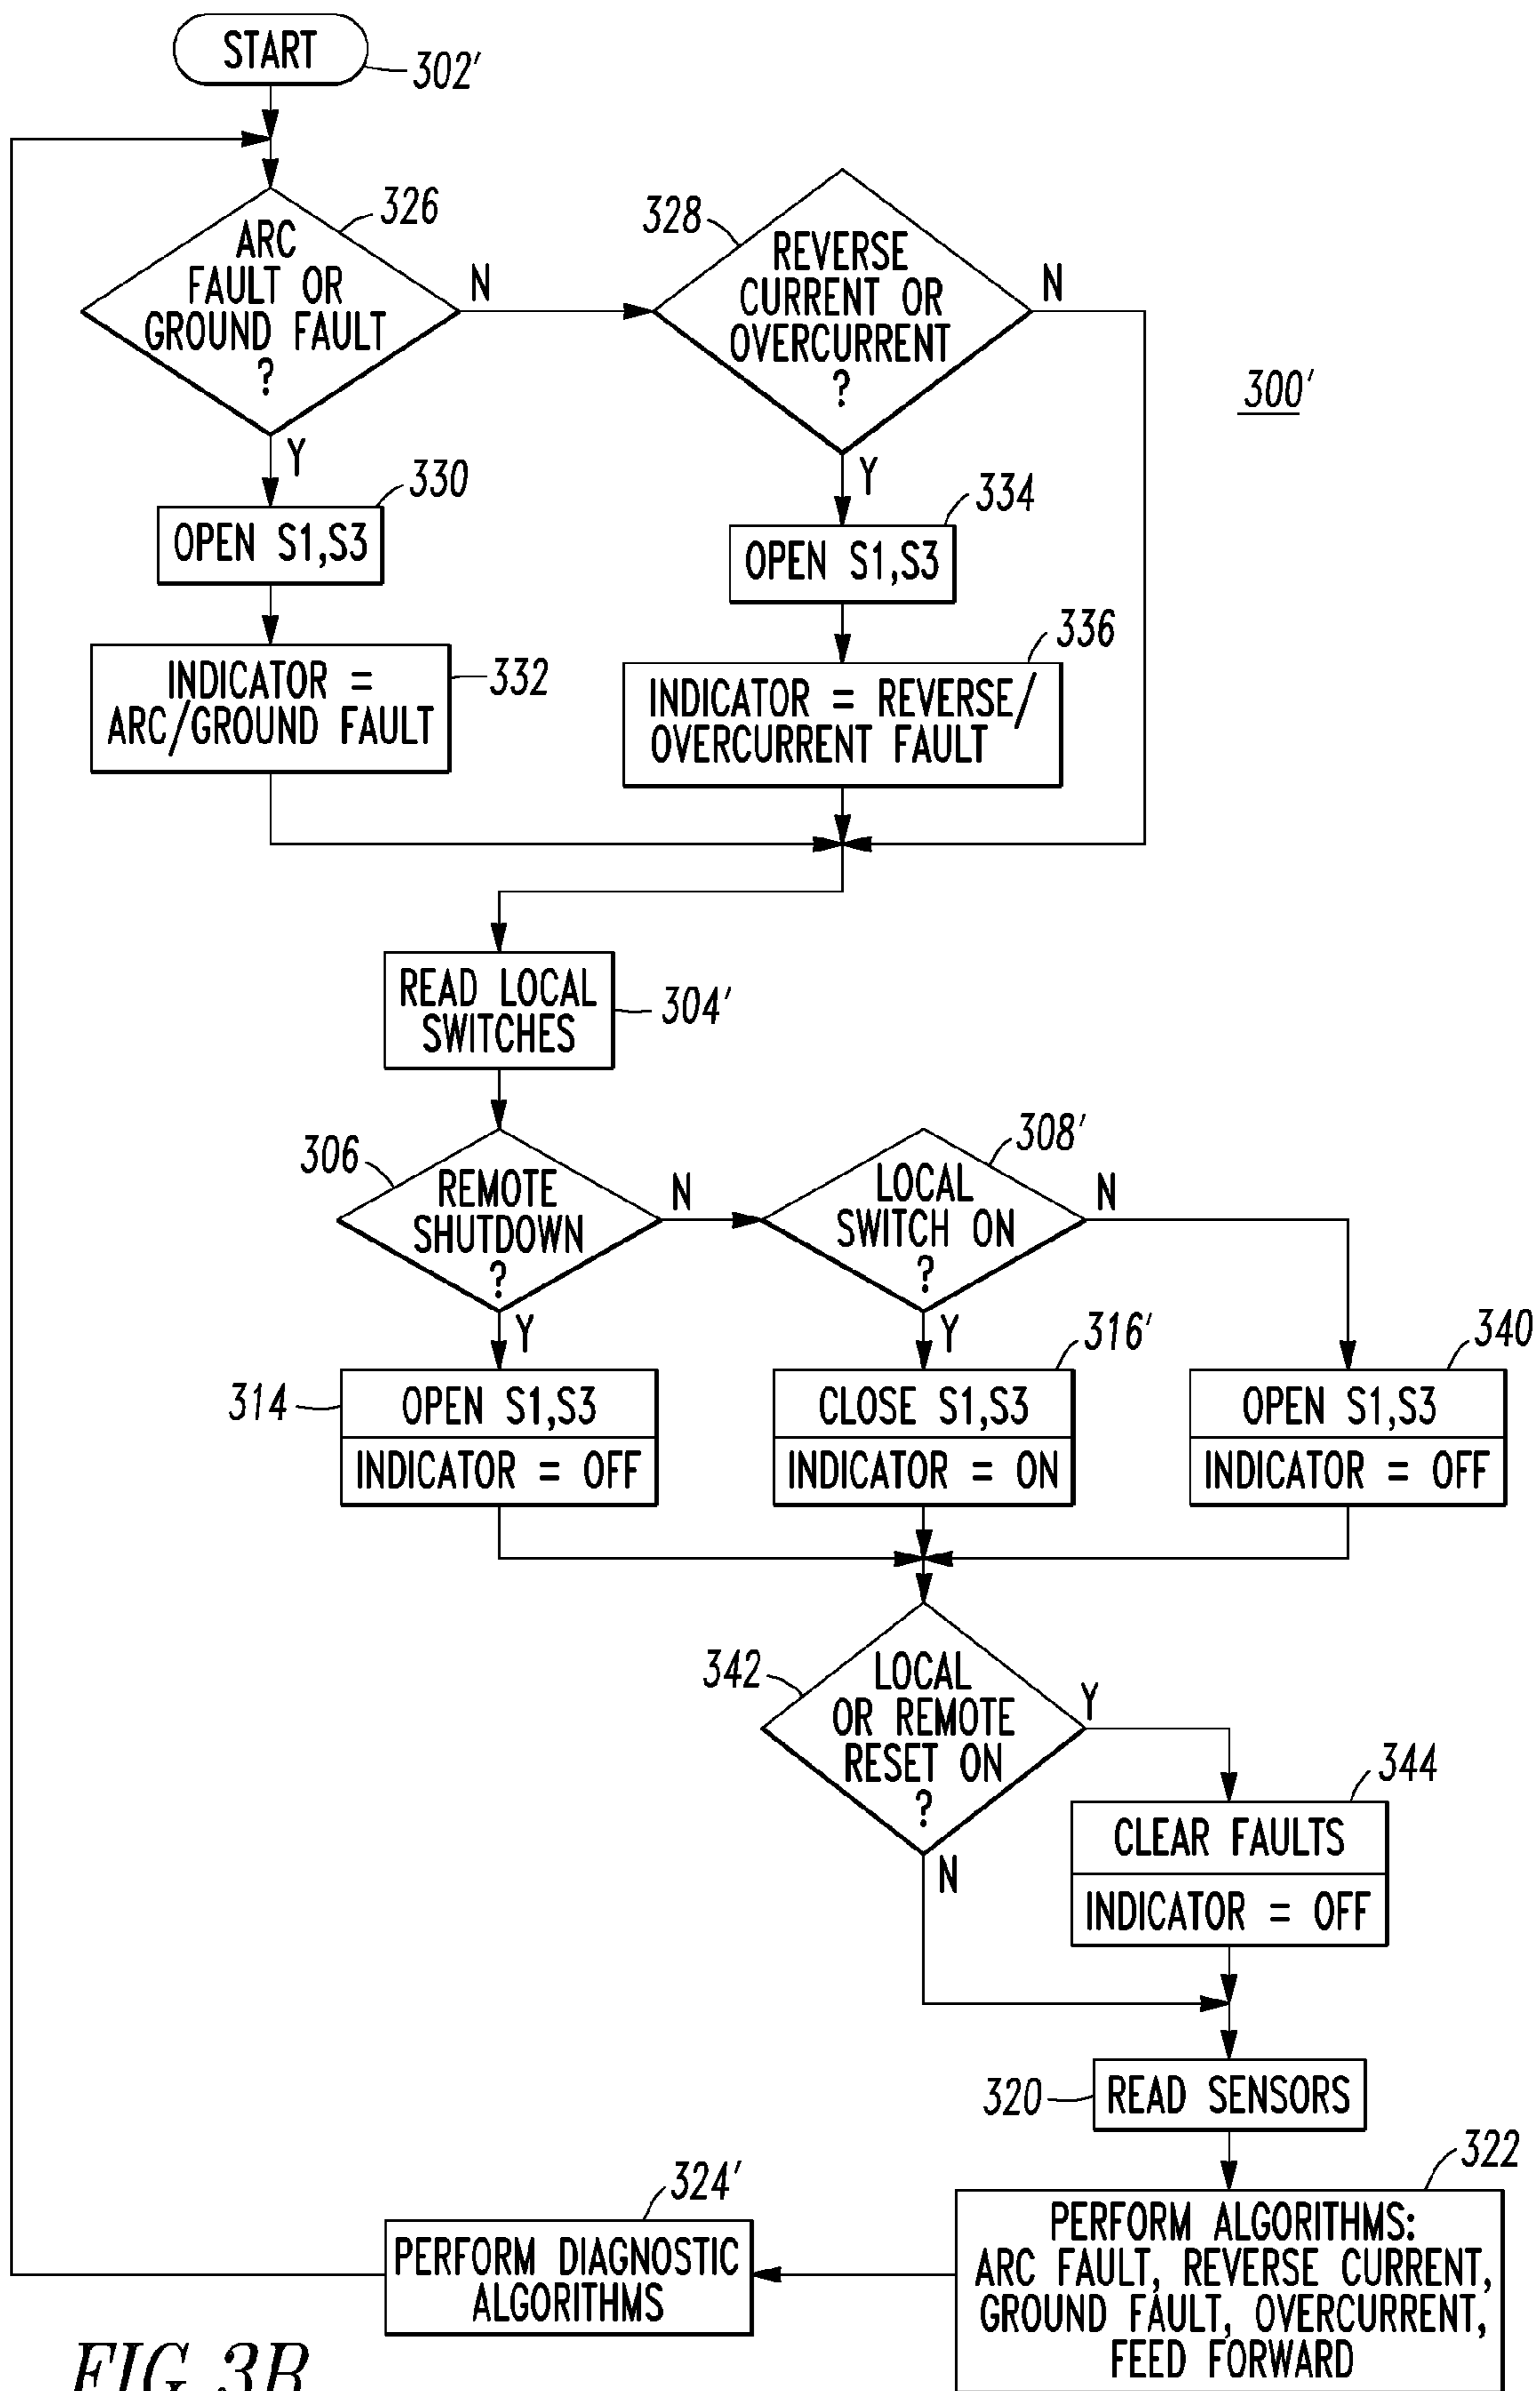 START
302'
ARC
FAULT OR
GROUND FAULT
?
326
N
Y
328
REVERSE
CURRENT OR
OVERCURRENT
?
N
Y
300'
330
OPEN S1,S3
334
OPEN S1,S3
INDICATOR =
ARC/GROUND FAULT
332
336
INDICATOR = REVERSE/
OVERCURRENT FAULT
READ LOCAL
SWITCHES
304'
306
REMOTE
SHUTDOWN
?
N
Y
308'
LOCAL
SWITCH ON
?
N
Y
314
OPEN S1,S3
INDICATOR = OFF
316'
CLOSE S1,S3
INDICATOR = ON
340
OPEN S1,S3
INDICATOR = OFF
342
LOCAL
OR REMOTE
RESET ON
?
Y
N
344
CLEAR FAULTS
INDICATOR = OFF
320
READ SENSORS
322
PERFORM ALGORITHMS:
ARC FAULT, REVERSE CURRENT,
GROUND FAULT, OVERCURRENT,
FEED FORWARD
324'
PERFORM DIAGNOSTIC
ALGORITHMS
FIG. 3B